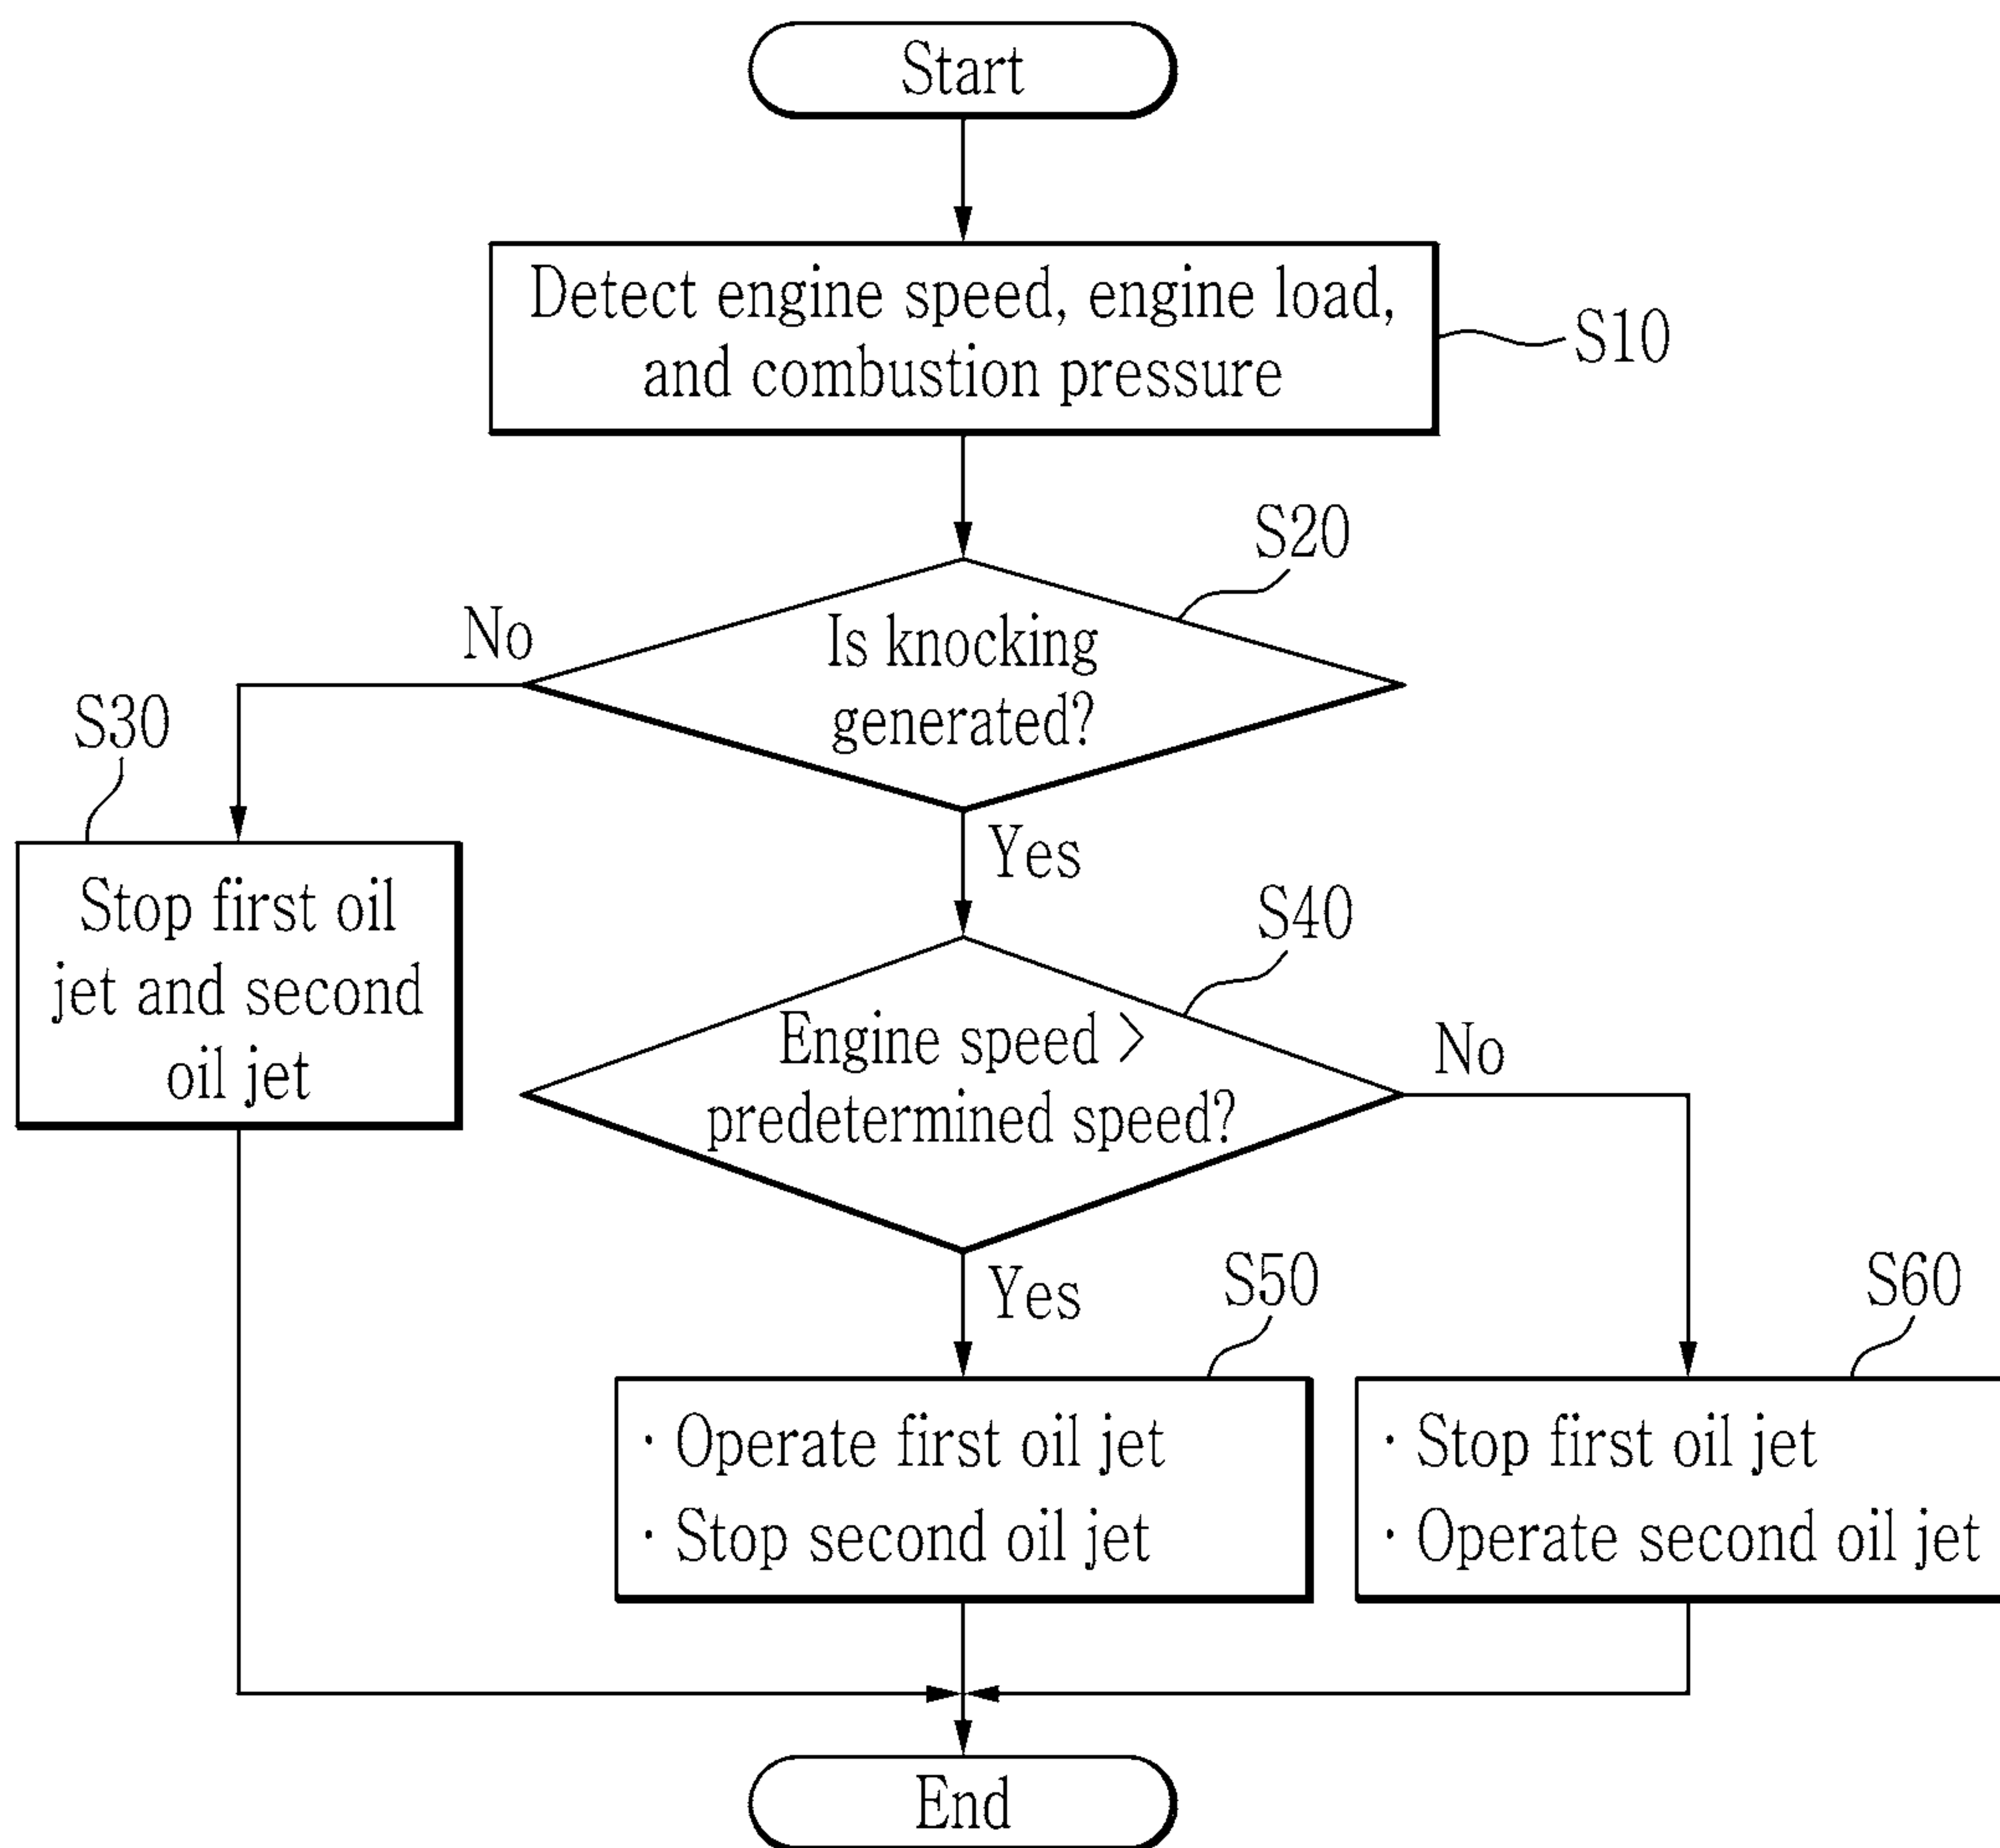 Start
Detect engine speed, engine load,
and combustion pressure
S10
S20
Is knocking
generated?
No
Yes
S30
Stop first oil
jet and second
oil jet
S40
Engine speed >
predetermined speed?
No
Yes
S50
· Operate first oil jet
· Stop second oil jet
S60
· Stop first oil jet
· Operate second oil jet
End